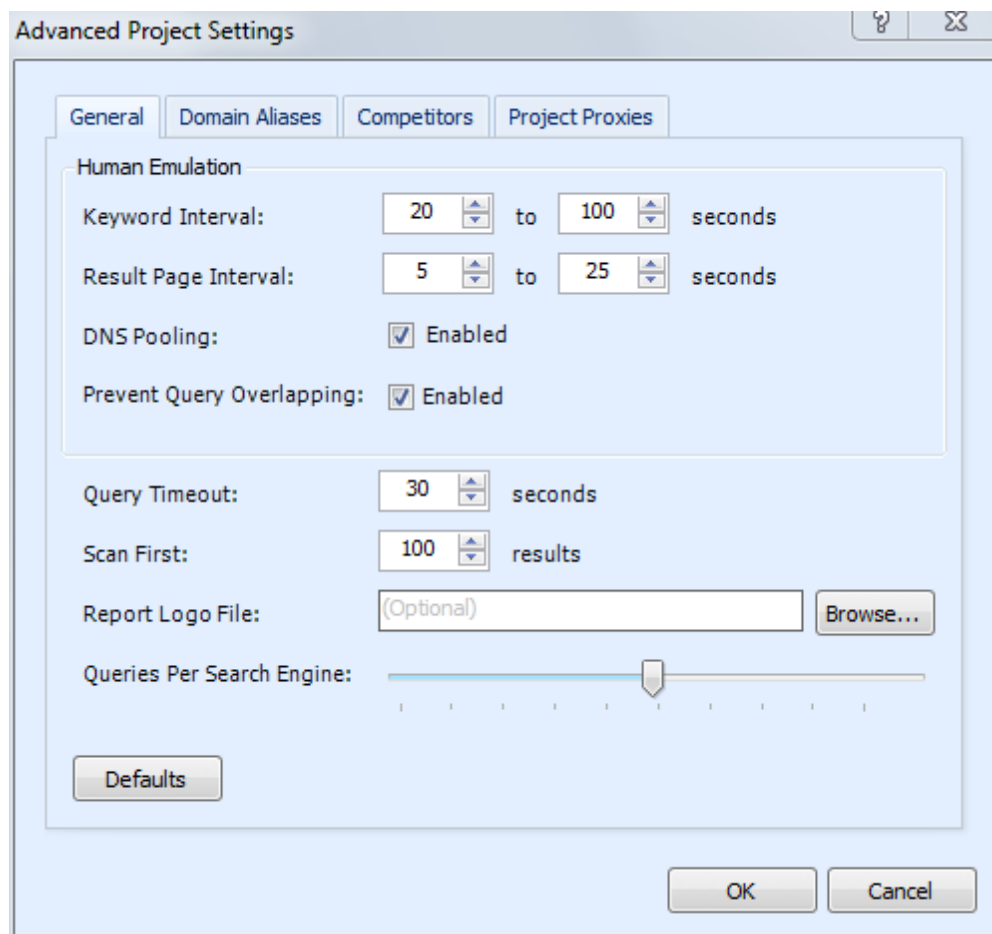 Advanced Project Settings ?
General Domain Aliases Competitors Project Proxies
Human Emulation
Keyword Interval: 20 to 100 seconds
Result Page Interval: 5 to 25 seconds
DNS Pooling: Enabled
Prevent Query Overlapping: Enabled
Query Timeout: 30 seconds
Scan First: 100 results
Report Logo File: (Optional) Browse...
Queries Per Search Engine:
Defaults
OK Cancel